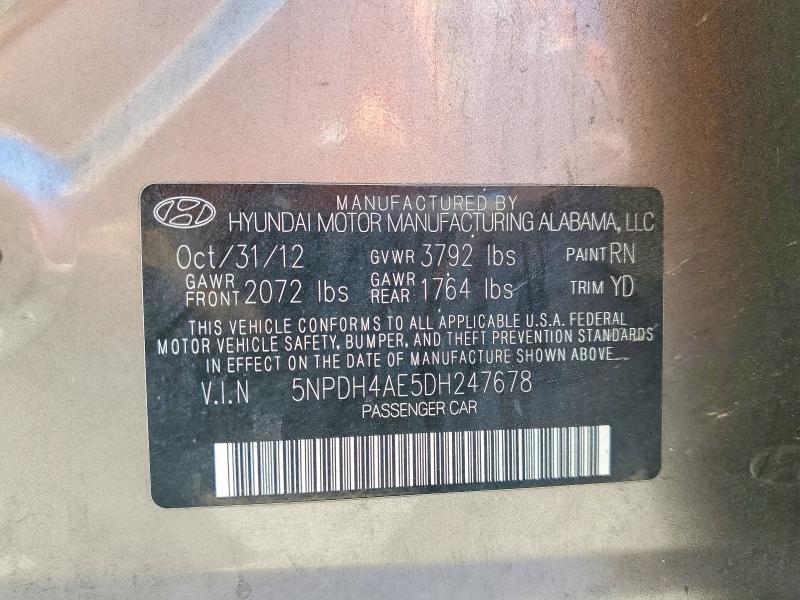 MANUFACTURED BY
HYUNDAI MOTOR MANUFACTURING ALABAMA, LLC
Oct/31/12 GVWR 3792 lbs PAINT RN
GAWR FRONT 2072 lbs GAWR REAR 1764 lbs TRIM YD
THIS VEHICLE CONFORMS TO ALL APPLICABLE U.S.A. FEDERAL
MOTOR VEHICLE SAFETY, BUMPER, AND THEFT PREVENTION STANDARDS
IN EFFECT ON THE DATE OF MANUFACTURE SHOWN ABOVE
V.I.N 5NPDH4AE5DH247678
PASSENGER CAR